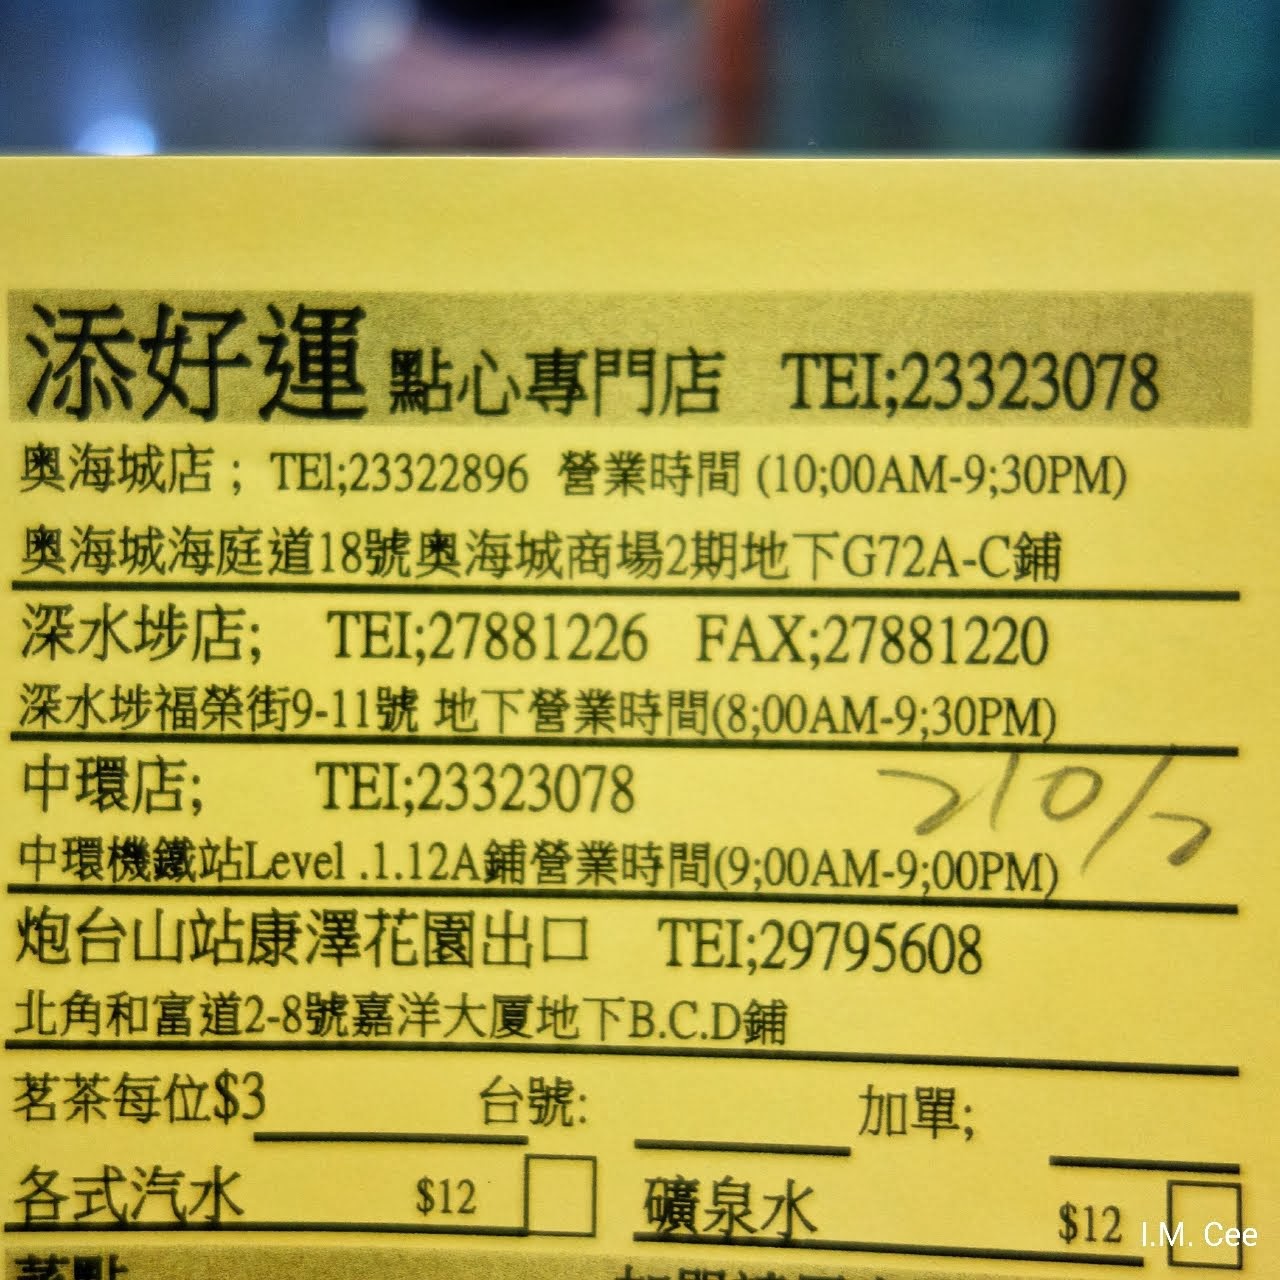 添好運 點心專門店 TEI;23323078
奧海城店； TEl;23322896 營業時間 (10;00AM-9;30PM)
奧海城海庭道18號奧海城商場2期地下G72A-C鋪
深水埗店; TEI;27881226 FAX;27881220
深水埗福榮街9-11號 地下營業時間(8;00AM-9;30PM)
中環店; TEI;23323078
210/2
中環機鐵站Level .1.12A鋪營業時間(9;00AM-9;00PM)
炮台山站康澤花園出口 TEI;29795608
北角和富道2-8號嘉洋大厦地下B.C.D鋪
茗茶每位$3 台號: 加單;
各式汽水 $12 礦泉水 $12
I.M. Cee